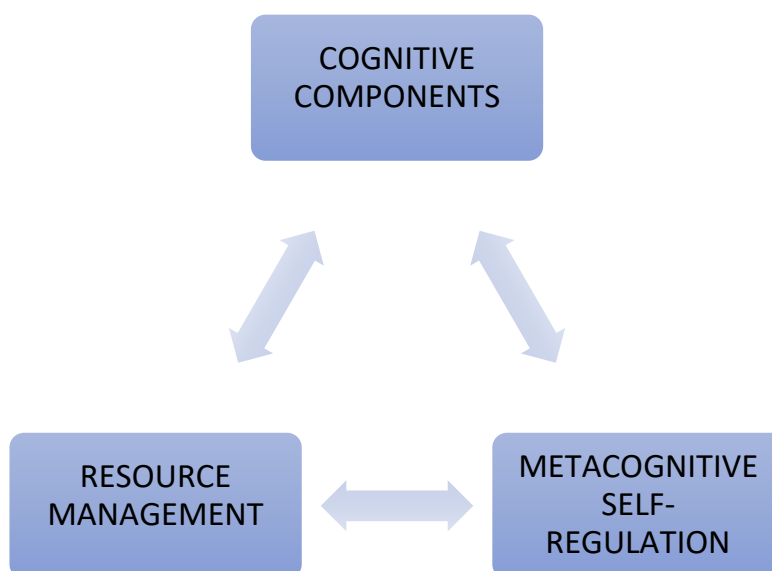 COGNITIVE
COMPONENTS
RESOURCE
MANAGEMENT
METACOGNITIVE
SELF-
REGULATION